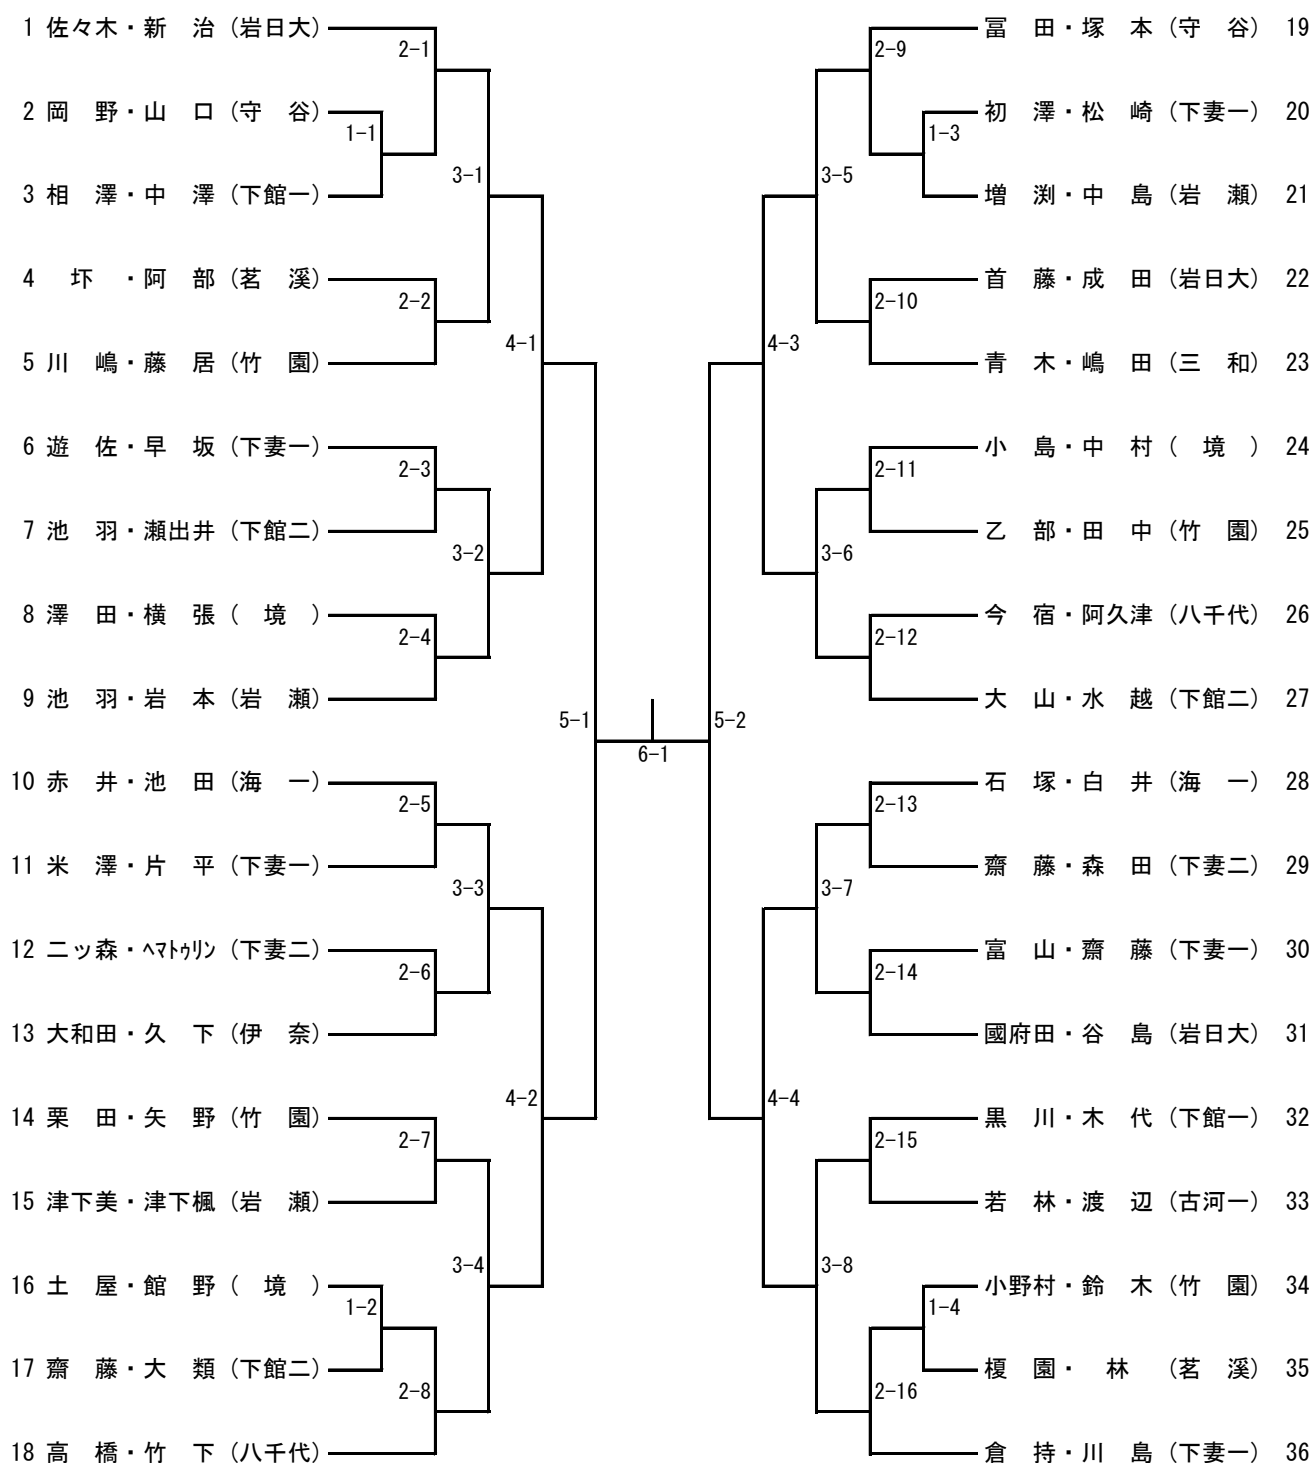 1 佐々木・新　治（岩日大）
2-1
2 岡　野・山　口（守　谷）
1-1
3 相　澤・中　澤（下館一）
3-1
4 　圷　・阿　部（茗　溪）
2-2
5 川　嶋・藤　居（竹　園）
4-1
6 遊　佐・早　坂（下妻一）
2-3
7 池　羽・瀬出井（下館二）
3-2
8 澤　田・横　張（　境　）
2-4
9 池　羽・岩　本（岩　瀬）
5-1
10 赤　井・池　田（海　一）
2-5
11 米　澤・片　平（下妻一）
3-3
12 二ッ森・ﾍﾏﾄｩﾘﾝ（下妻二）
2-6
13 大和田・久　下（伊　奈）
4-2
14 栗　田・矢　野（竹　園）
2-7
15 津下美・津下楓（岩　瀬）
3-4
16 土　屋・館　野（　境　）
1-2
17 齋　藤・大　類（下館二）
2-8
18 高　橋・竹　下（八千代）
6-1
冨　田・塚　本（守　谷） 19
2-9
初　澤・松　崎（下妻一） 20
1-3
増　渕・中　島（岩　瀬） 21
3-5
首　藤・成　田（岩日大） 22
2-10
青　木・嶋　田（三　和） 23
4-3
小　島・中　村（　境　） 24
2-11
乙　部・田　中（竹　園） 25
3-6
今　宿・阿久津（八千代） 26
2-12
大　山・水　越（下館二） 27
5-2
石　塚・白　井（海　一） 28
2-13
齋　藤・森　田（下妻二） 29
3-7
富　山・齋　藤（下妻一） 30
2-14
國府田・谷　島（岩日大） 31
4-4
黒　川・木　代（下館一） 32
2-15
若　林・渡　辺（古河一） 33
3-8
小野村・鈴　木（竹　園） 34
1-4
榎　園・　林　（茗　溪） 35
2-16
倉　持・川　島（下妻一） 36